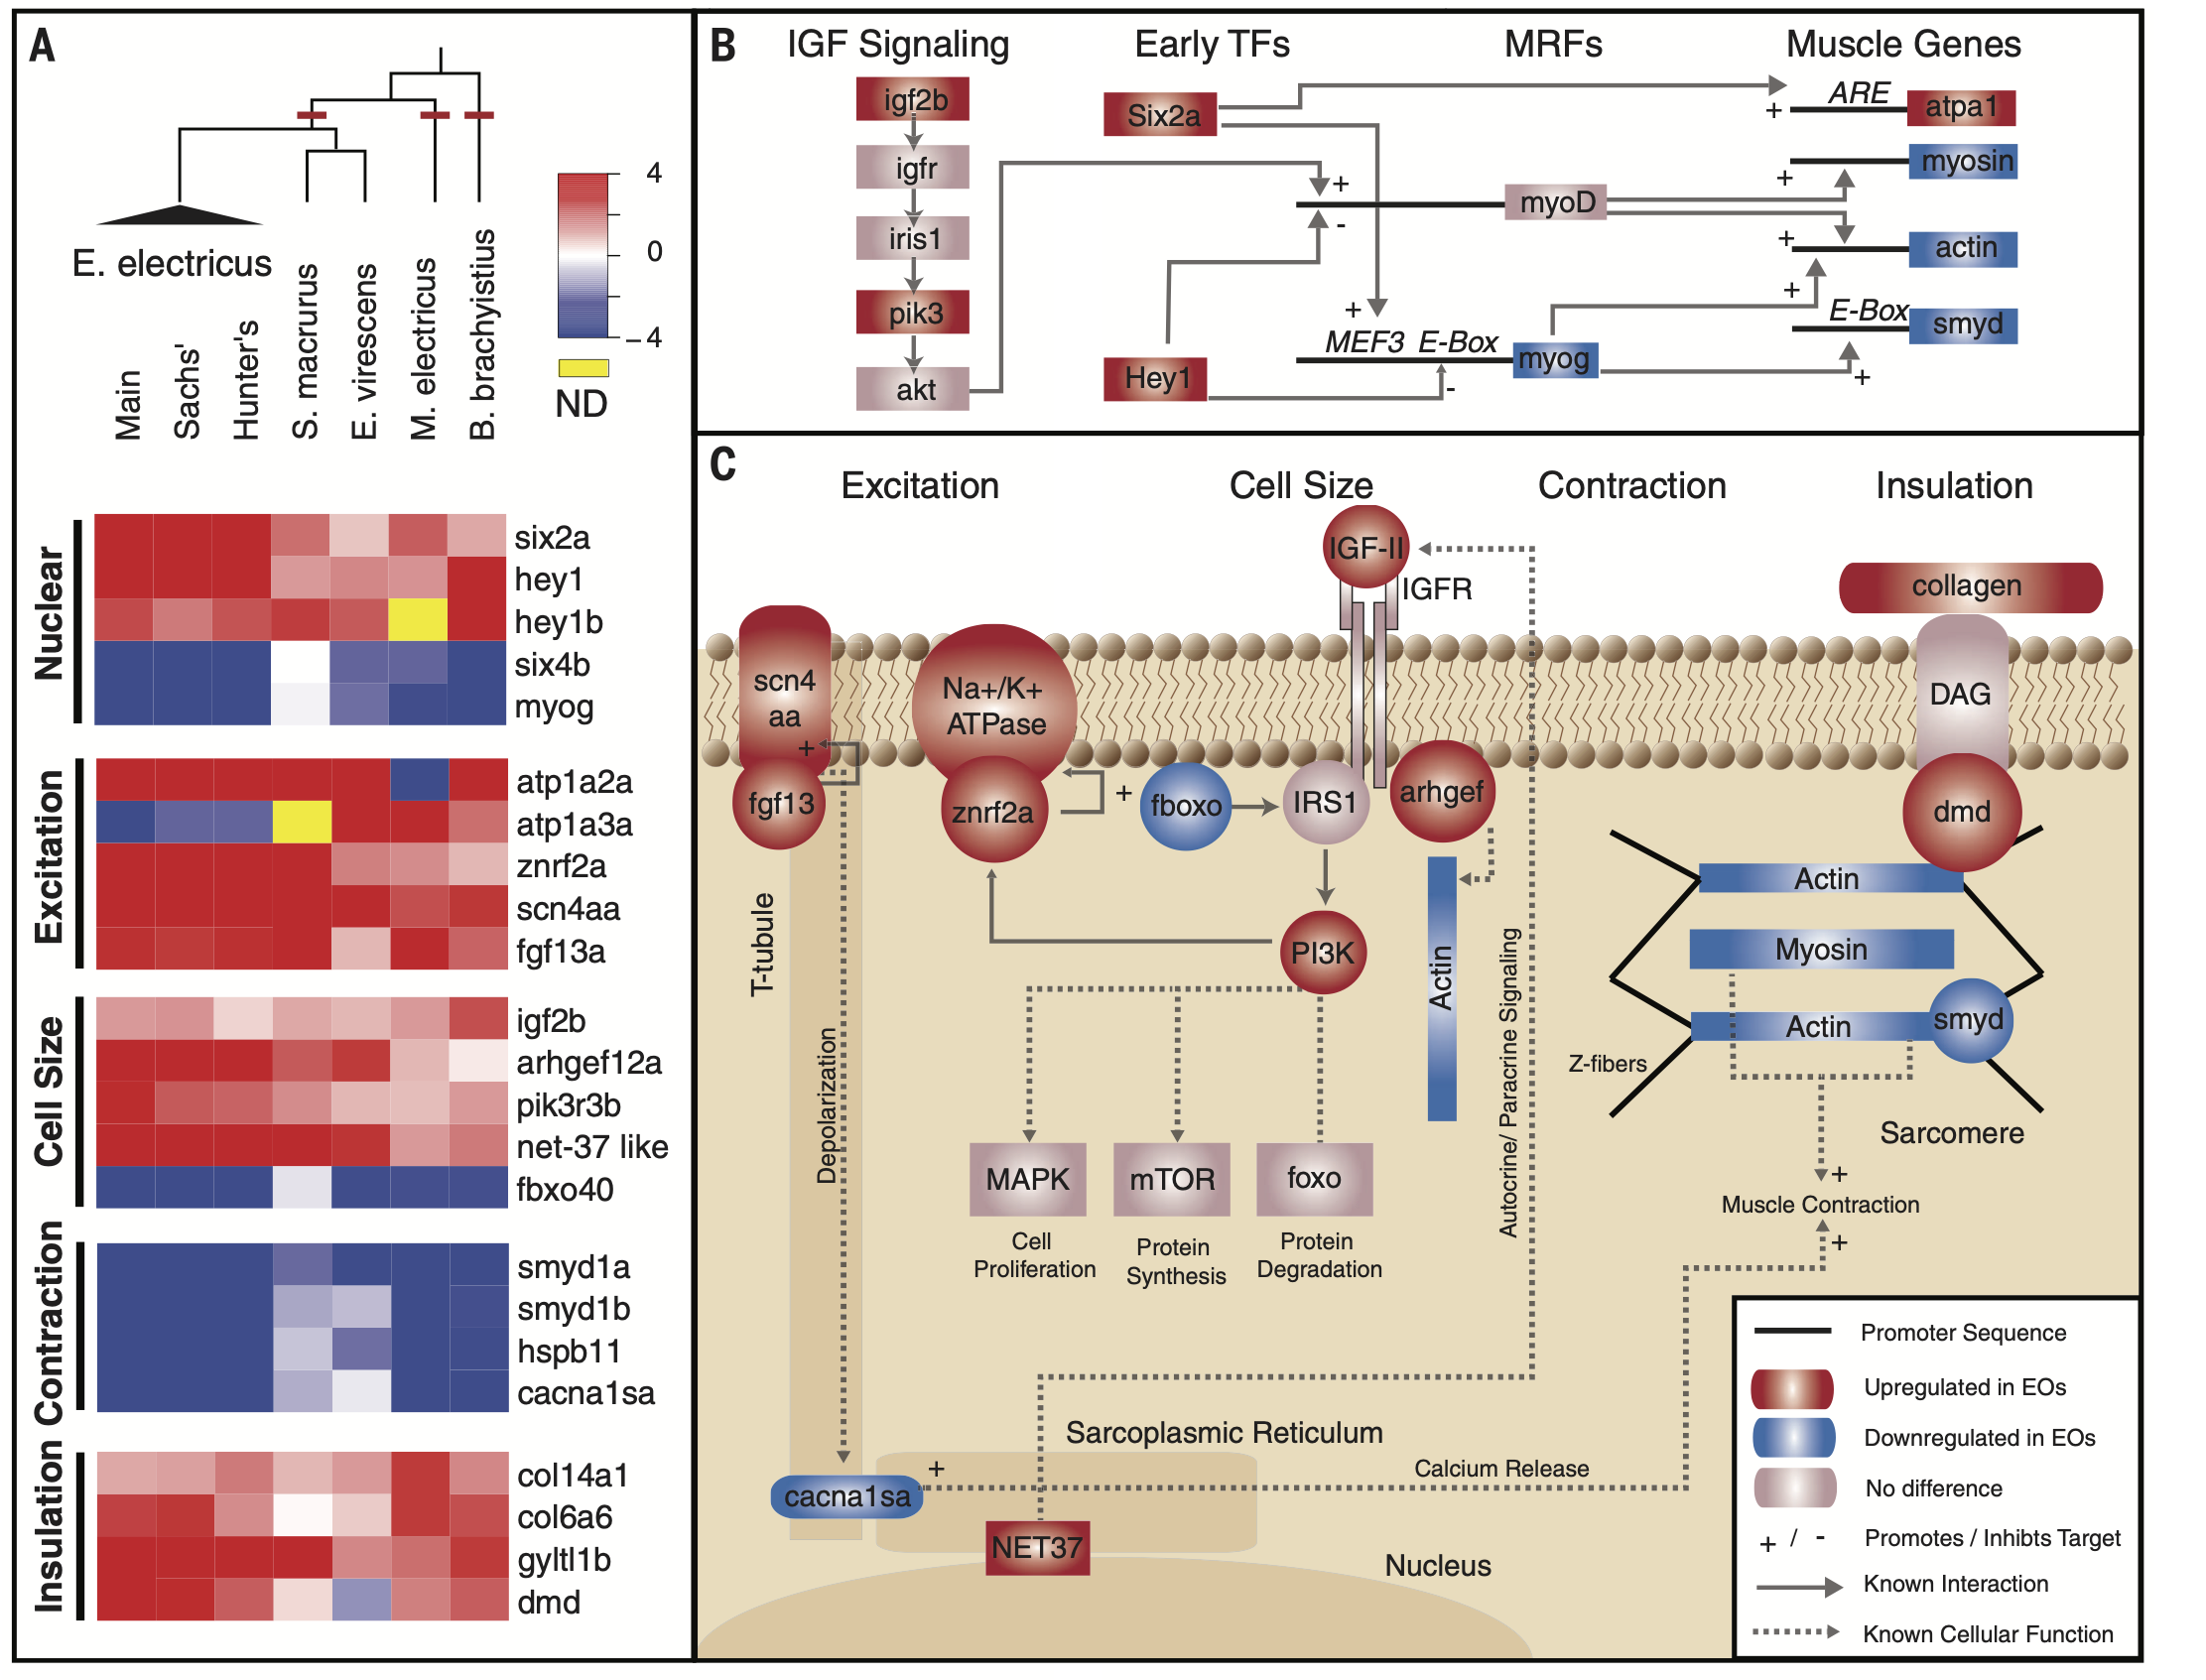 A
4
0
–4
ND
E. electricus
Main
Sachs'
Hunter's
S. macrurus
E. virescens
M. electricus
B. brachyistius
Nuclear
six2a
hey1
hey1b
six4b
myog
Excitation
atp1a2a
atp1a3a
znrf2a
scn4aa
fgf13a
Cell Size
igf2b
arhgef12a
pik3r3b
net-37 like
fbxo40
Contraction
smyd1a
smyd1b
hspb11
cacna1sa
Insulation
col14a1
col6a6
gyltl1b
dmd
B
IGF Signaling
Early TFs
MRFs
Muscle Genes
igf2b
igfr
iris1
pik3
akt
Six2a
Hey1
+
-
myoD
+
MEF3 E-Box
myog
-
+
ARE
atpa1
+
myosin
+
actin
+
E-Box
smyd
+
C
Excitation
Cell Size
Contraction
Insulation
scn4
aa
+
fgf13
Na+/K+
ATPase
znrf2a
+
fboxo
IGF-II
IGFR
IRS1
arhgef
PI3K
Actin
T-tubule
Depolarization
MAPK
mTOR
foxo
Cell
Proliferation
Protein
Synthesis
Protein
Degradation
Autocrine/ Paracrine Signaling
collagen
DAG
dmd
Actin
Myosin
Actin
smyd
Z-fibers
Sarcomere
+
Muscle Contraction
+
Sarcoplasmic Reticulum
cacna1sa
+
Calcium Release
NET37
Nucleus
Promoter Sequence
Upregulated in EOs
Downregulated in EOs
No difference
+ / - Promotes / Inhibts Target
Known Interaction
Known Cellular Function